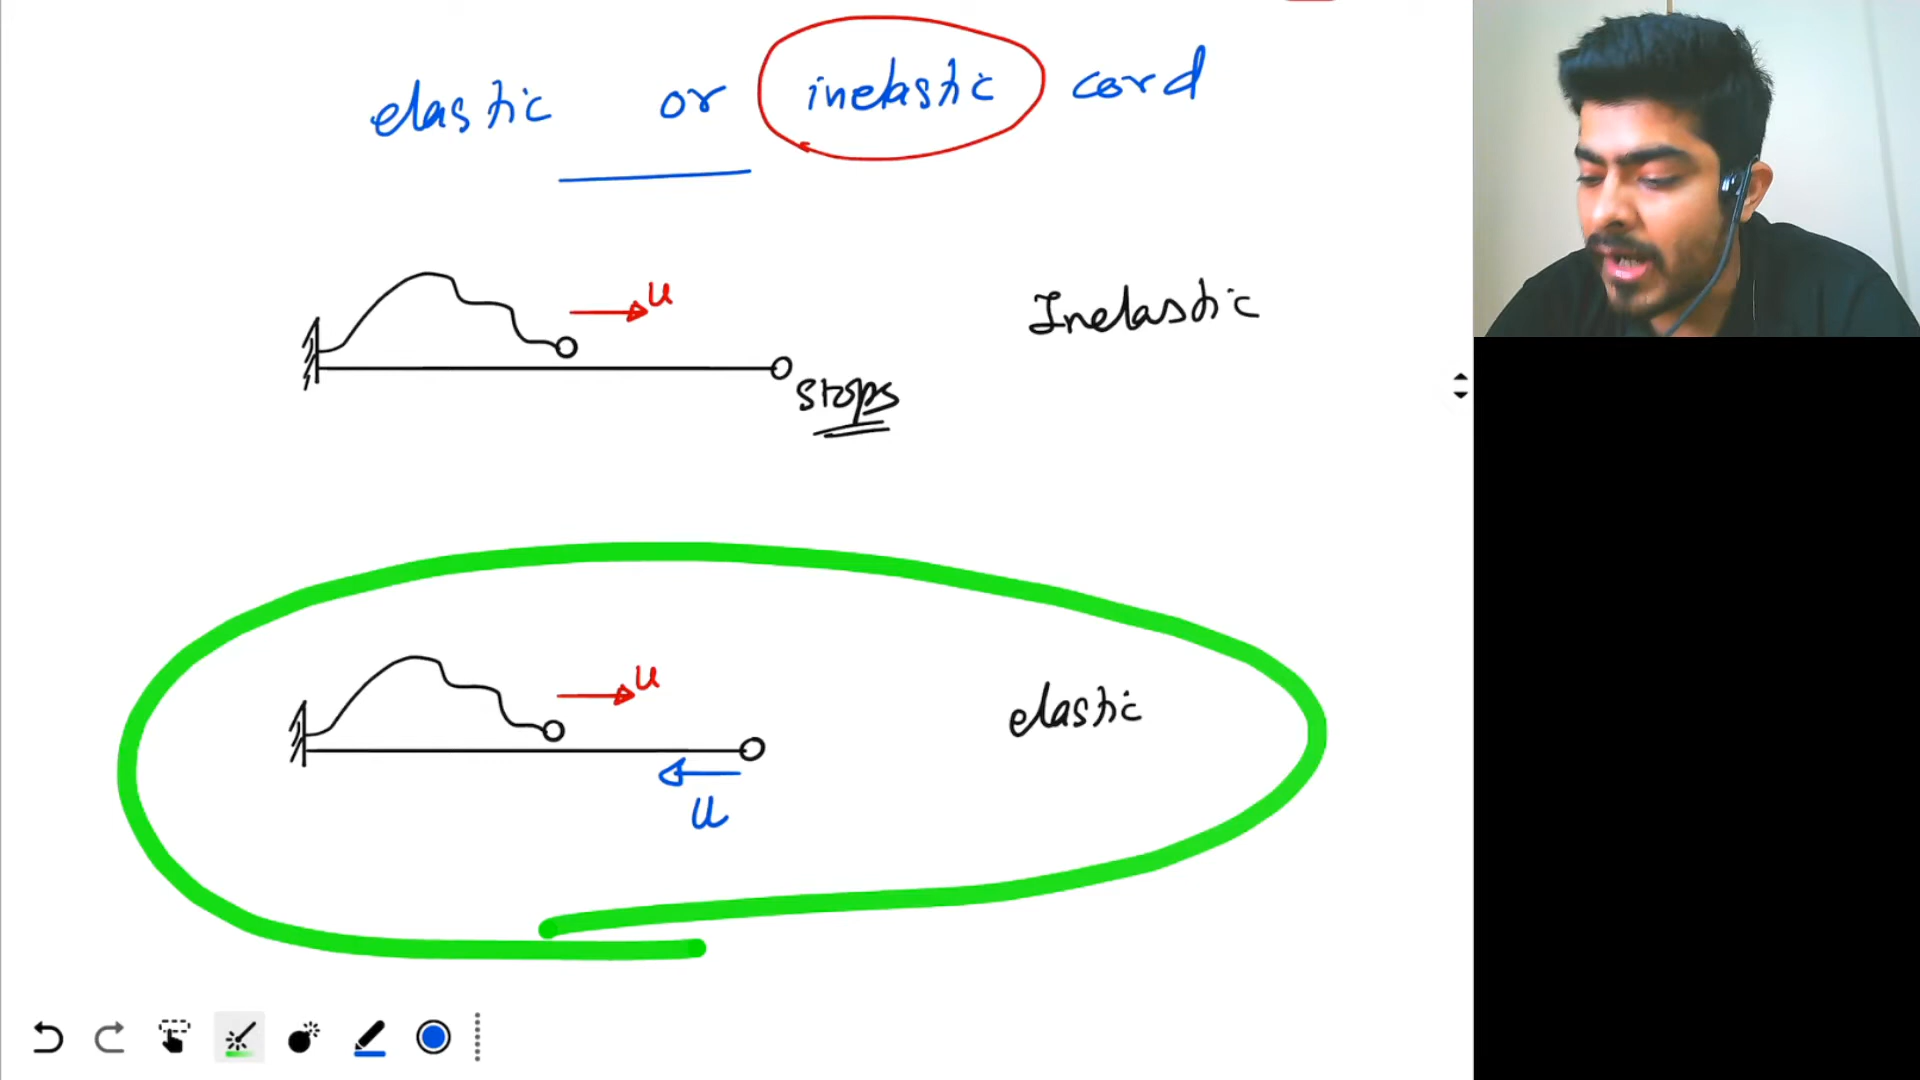 elastic or inelastic cord
u
Inelastic
stops
u
elastic
u